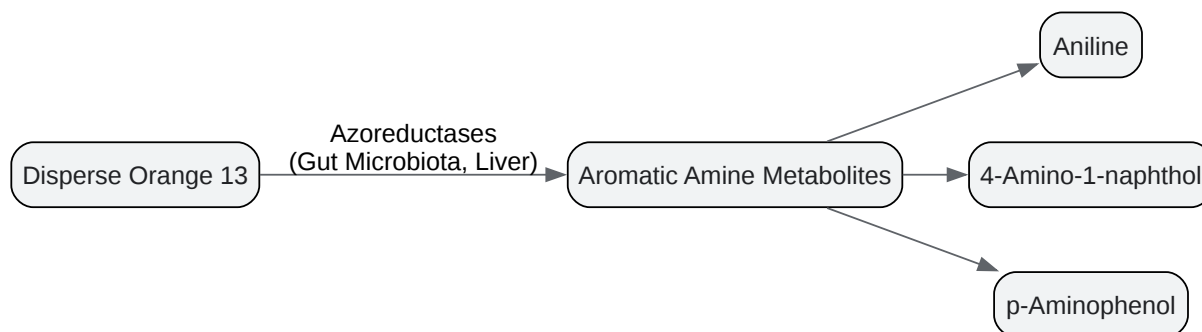 Aniline
Azoreductases
(Gut Microbiota, Liver)
Disperse Orange 13
Aromatic Amine Metabolites
4-Amino-1-naphthol
p-Aminophenol